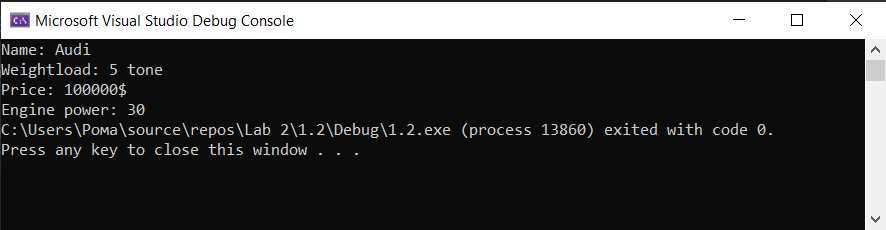 Microsoft Visual Studio Debug Console
Name: Audi
Weightload: 5 tone
Price: 100000$
Engine power: 30
C:\Users\Рома\source\repos\Lab 2\1.2\Debug\1.2.exe (process 13860) exited with code 0.
Press any key to close this window . . .